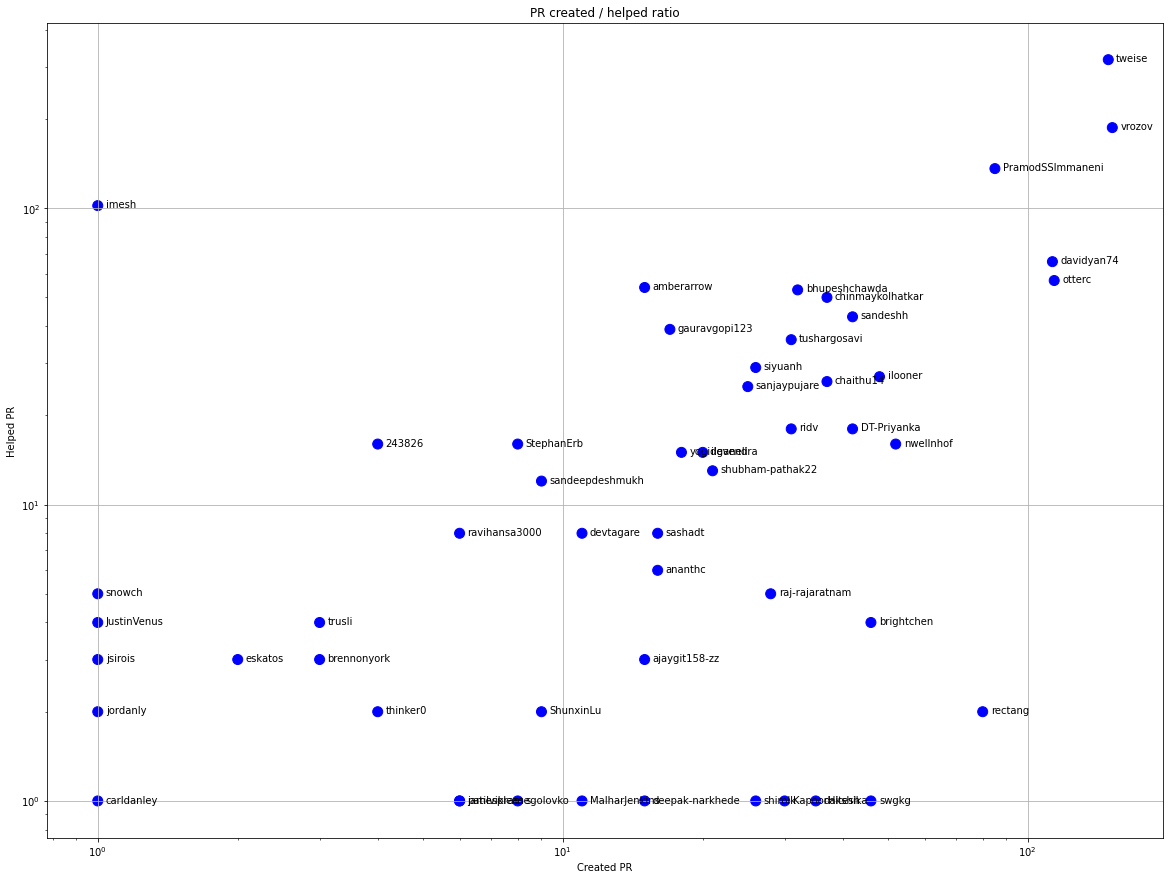 PR created / helped ratio
tweise
vrozov
PramodSSImmaneni
imesh
10²
davidyan74
otterc
amberarrow
bhupeshchawda
chinmaykolhatkar
sandeshh
gauravgopi123
tushargosavi
siyuanh
ilooner
chaithu14
sanjaypujare
ridv
DT-Priyanka
243826
StephanErb
nwellnhof
shubham-pathak22
sandeepdeshmukh
10¹
ravihansa3000
devtagare
sashadt
ananthc
snowch
raj-rajaratnam
JustinVenus
trusli
brightchen
jsirois
eskatos
brennonyork
ajaygit158-zz
jordanly
thinker0
ShunxinLu
rectang
10⁰
carldanley
sgolovko
deepak-narkhede
swgkg
Helped PR
10⁰
10¹
10²
Created PR